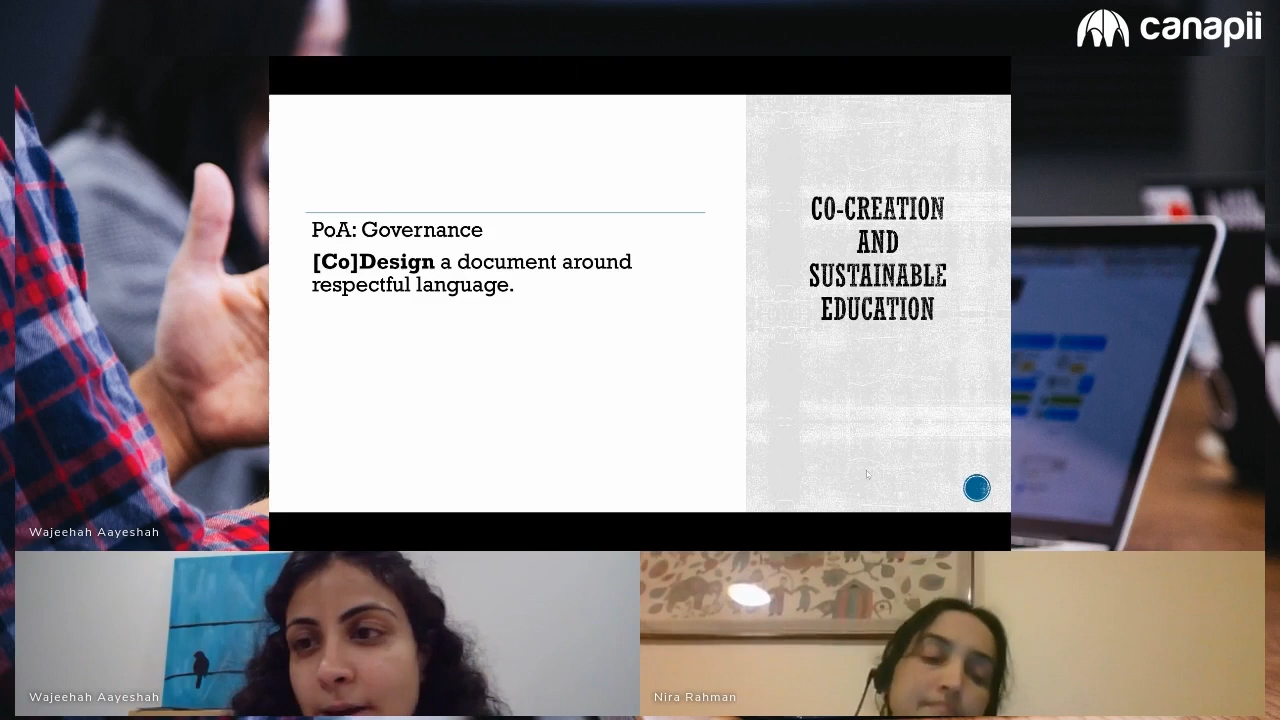 canapii
PoA: Governance
[Co]Design a document around
respectful language.
CO-CREATION
AND
SUSTAINABLE
EDUCATION
Wajeehah Aayeshah
Wajeehah Aayeshah
Nira Rahman